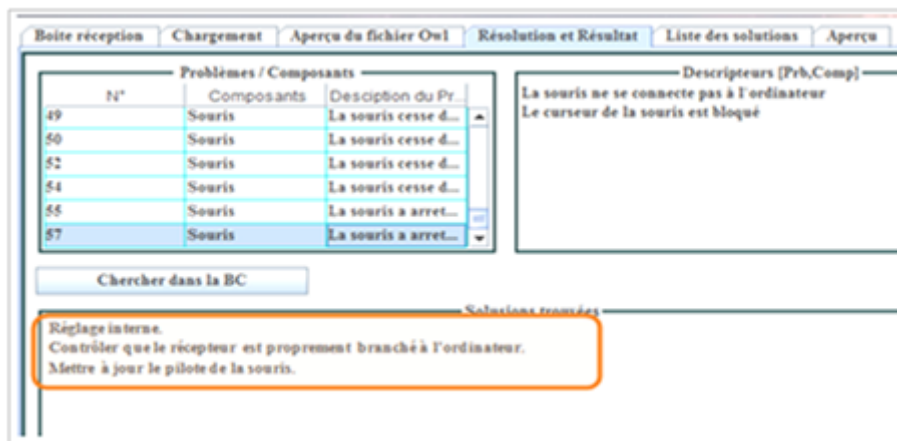 Boite réception Chargement Aperçu du fichier Owl Résolution et Résultat Liste des solutions Aperçu
Problèmes / Composants
N° Composants Desciption du Pr...
49 Souris La souris cesse d...
50 Souris La souris cesse d...
52 Souris La souris cesse d...
54 Souris La souris cesse d...
55 Souris La souris a arret...
57 Souris La souris a arret...
Descripteurs [Prb,Comp]
La souris ne se connecte pas à l'ordinateur
Le curseur de la souris est bloqué
Chercher dans la BC
Solusions trouvées
Réglage interne.
Contrôler que le récepteur est proprement branché à l'ordinateur.
Mettre à jour le pilote de la souris.